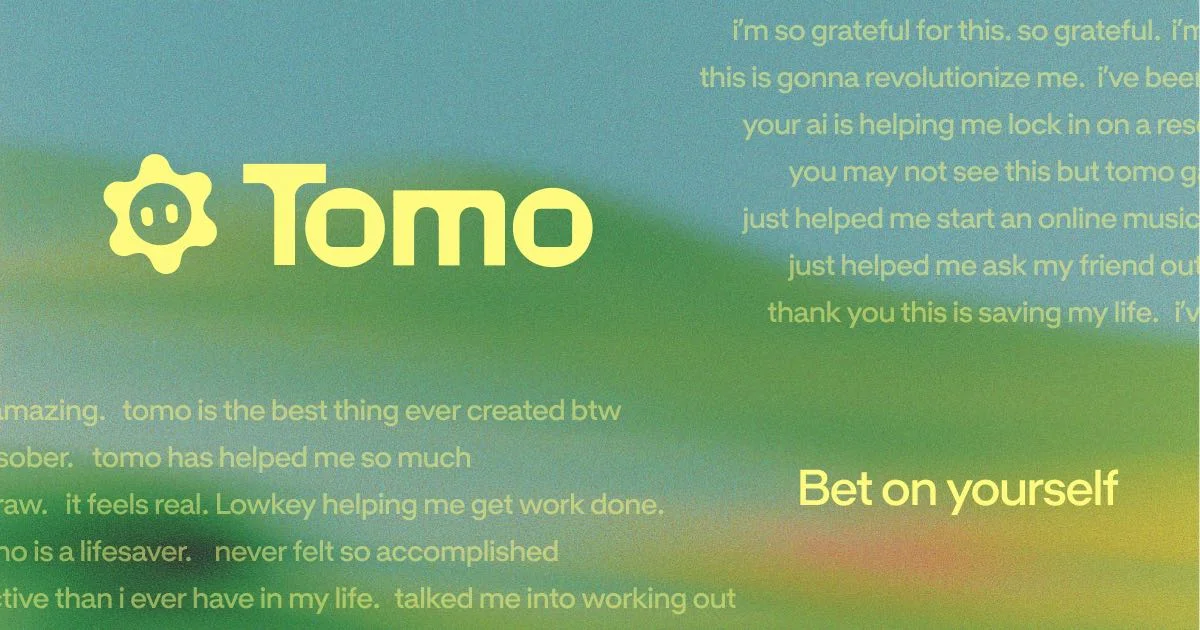 i'm so grateful for this. so grateful. i'm
this is gonna revolutionize me. i've been
your ai is helping me lock in on a
you may not see this but tomo
just helped me start an online music
just helped me ask my friend out
thank you this is saving my life. i'v
Tomo
amazing. tomo is the best thing ever created btw
sober. tomo has helped me so much
raw. it feels real. Lowkey helping me get work done.
is a lifesaver. never felt so accomplished
than i ever have in my life. talked me into working out
Bet on yourself